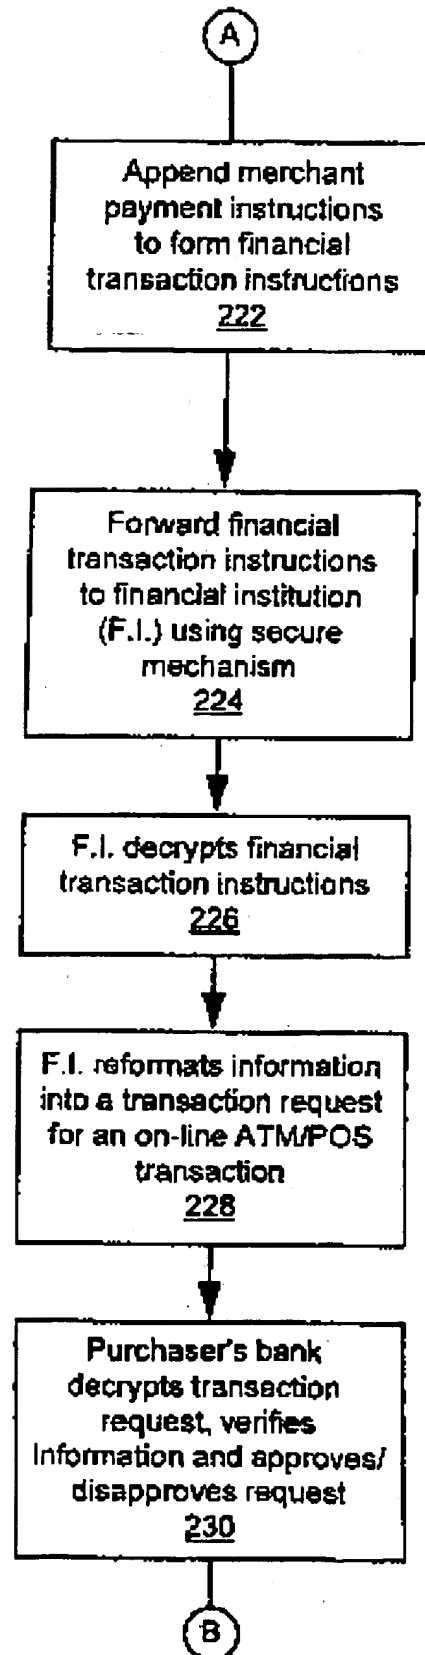 A
Append merchant
payment instructions
to form financial
transaction instructions
222
Forward financial
transaction instructions
to financial institution
(F.I.) using secure
mechanism
224
F.I. decrypts financial
transaction instructions
226
F.I. reformats information
into a transaction request
for an on-line ATM/POS
transaction
228
Purchaser's bank
decrypts transaction
request, verifies
Information and approves/
disapproves request
230
B